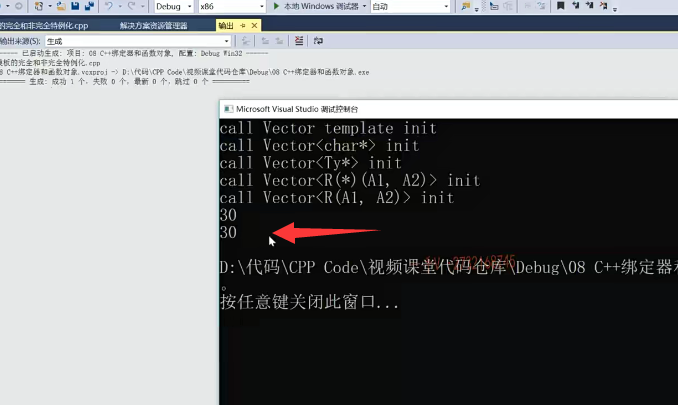 Debug x86 本地 Windows 调试器 自动
的完全和非完全特例化.cpp 解决方案资源管理器 输出
输出来源(S): 生成
已启动生成: 项目: 08 C++绑定器和函数对象, 配置: Debug Win32
模板的完全和非完全特例化.cpp
8 C++绑定器和函数对象.vcxproj -> D:\代码\CPP Code\视频课堂代码仓库\Debug\08 C++绑定器和函数对象.exe
生成: 成功 1 个，失败 0 个，最新 0 个，跳过 0 个
Microsoft Visual Studio 调试控制台
call Vector template init
call Vector<char*> init
call Vector<Ty*> init
call Vector<R(*)(A1, A2)> init
call Vector<R(A1, A2)> init
30
30
D:\代码\CPP Code\视频课堂代码仓库\Debug\08 C++绑定器
。
按任意键关闭此窗口...